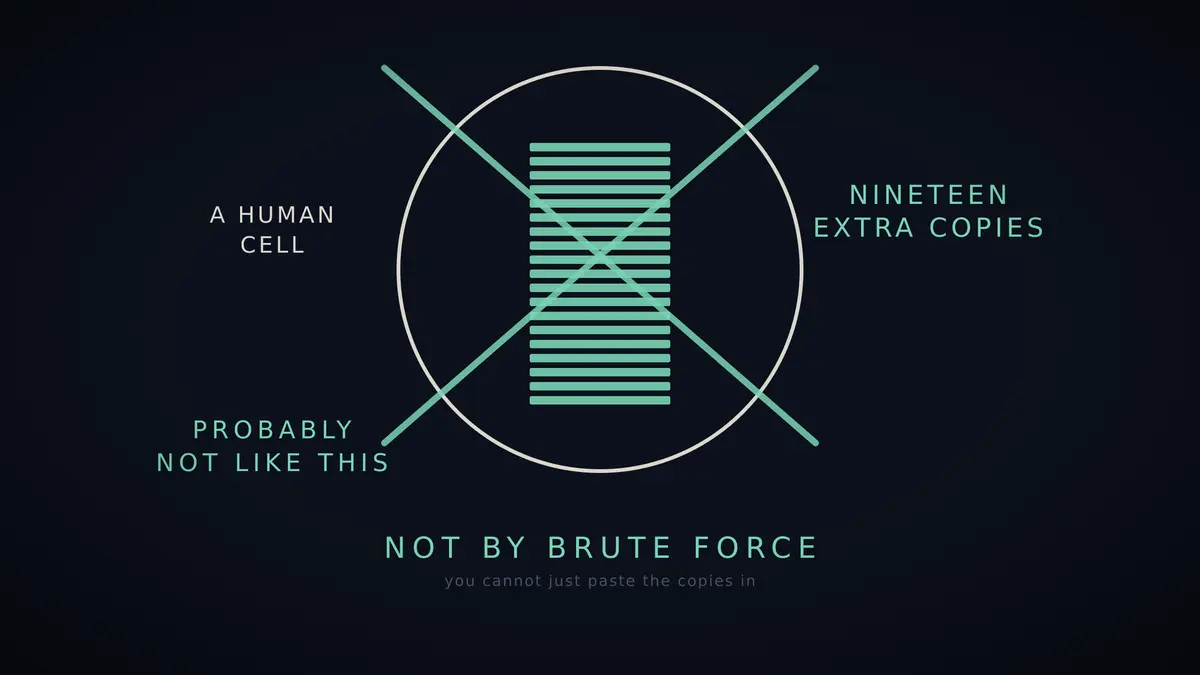 A HUMAN
CELL
NINETEEN
EXTRA COPIES
PROBABLY
NOT LIKE THIS
NOT BY BRUTE FORCE
you cannot just paste the copies in